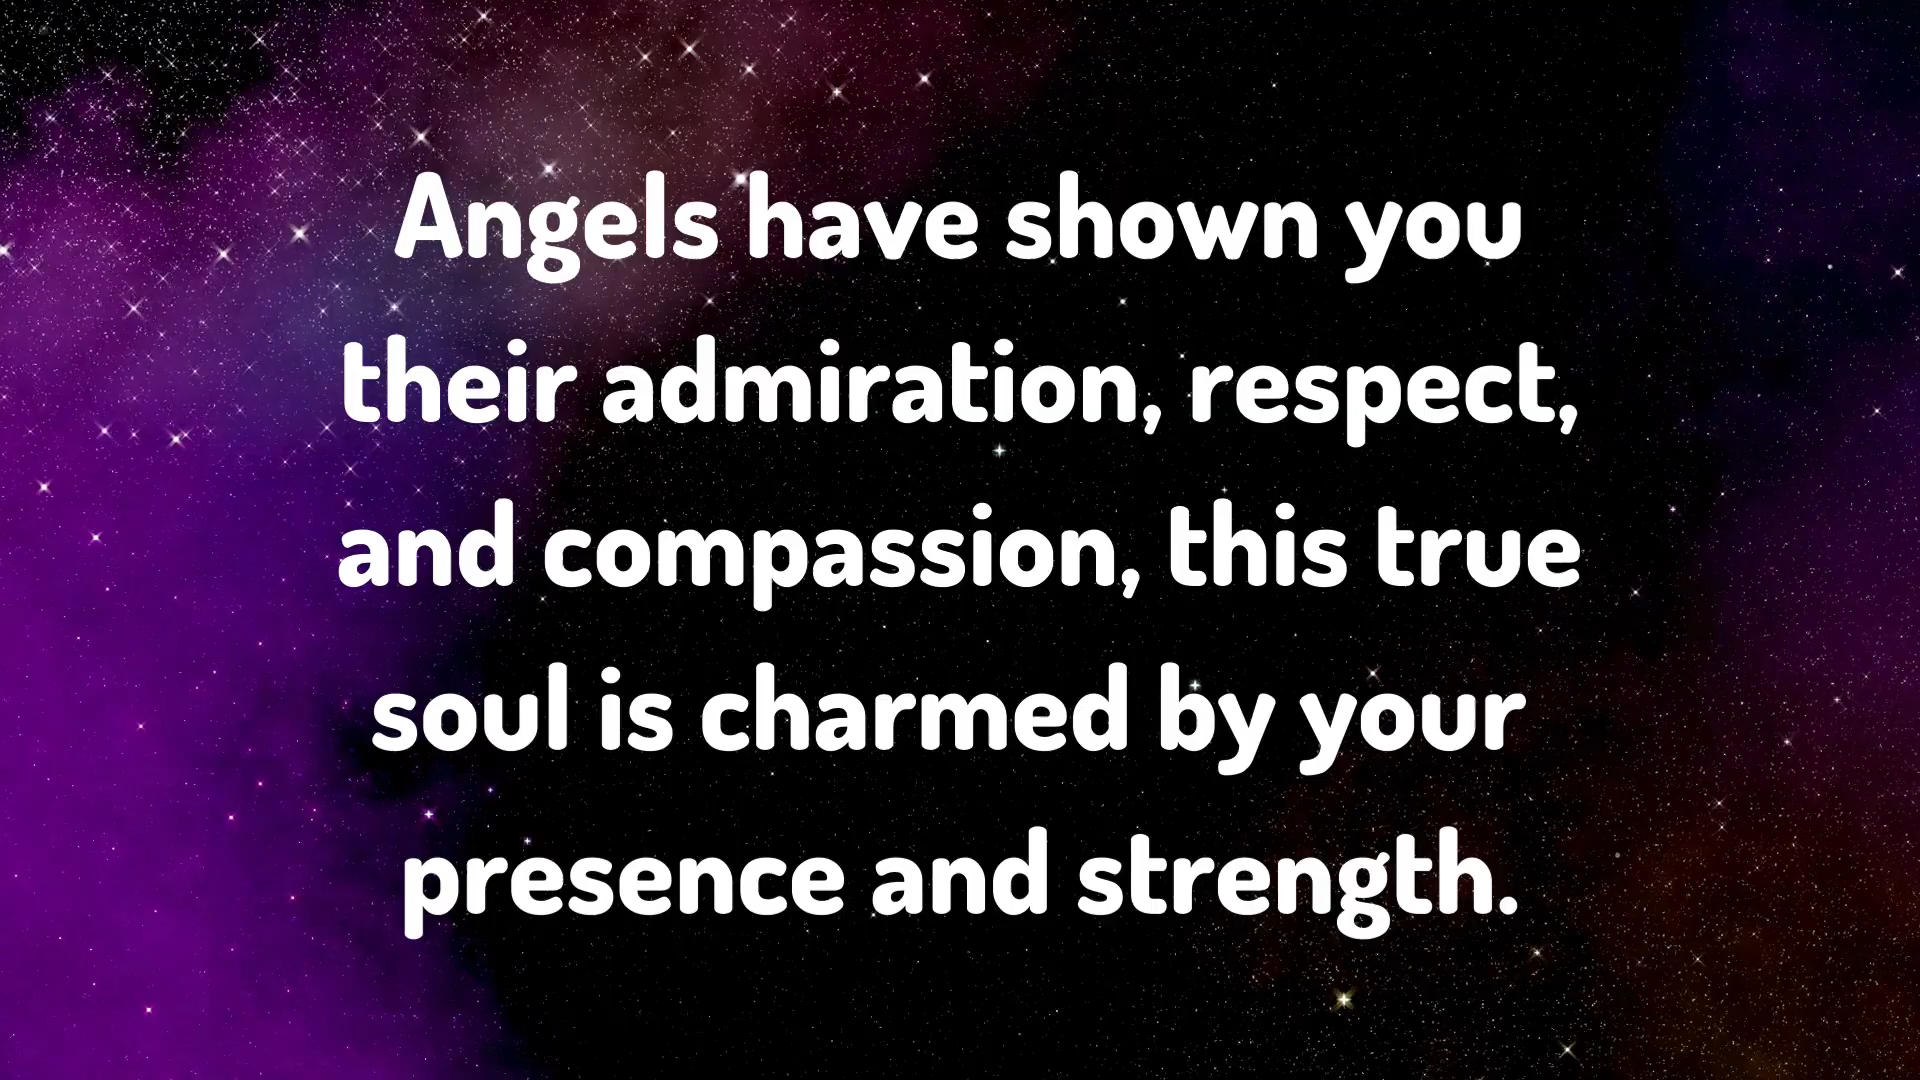 Angels have shown you
their admiration, respect,
and compassion, this true
soul is charmed by your
presence and strength.